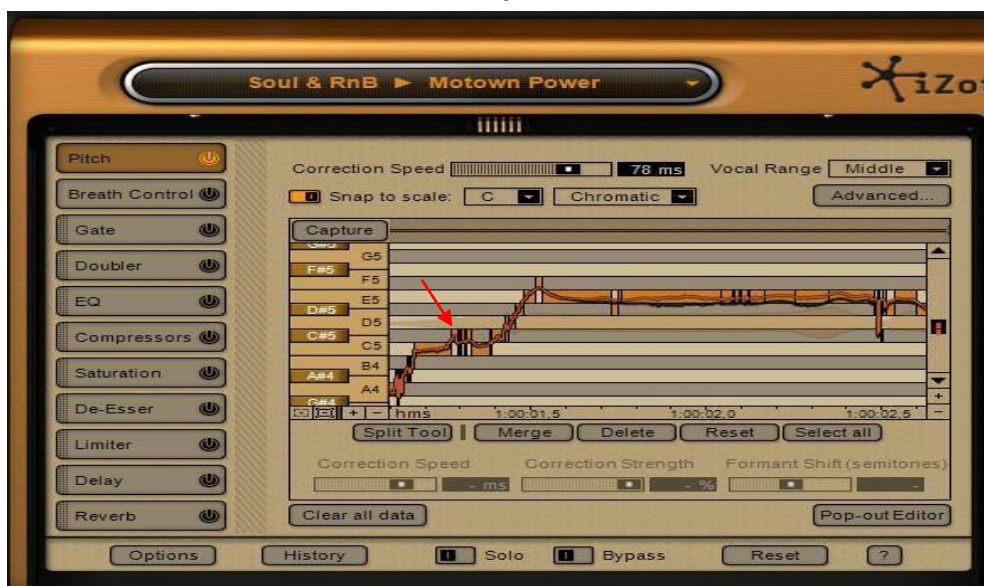 Soul & RnB ► Motown Power
iZo
Pitch
Correction Speed 78 ms Vocal Range Middle
Breath Control
Snap to scale: C Chromatic Advanced...
Gate
Capture
G5
Doubler
F#5
F5
EQ
E5
D#5
D5
Compressors
C#5
C5
Saturation
B4
A#4
A4
De-Esser
G#4
+ - hms 1:00:01,5 1:00:02,0 1:00:02,5
Split Tool Merge Delete Reset Select all
Limiter
Correction Speed Correction Strength Formant Shift (semitones)
Delay
- ms - % -
Reverb
Clear all data Pop-out Editor
Options History Solo Bypass Reset ?